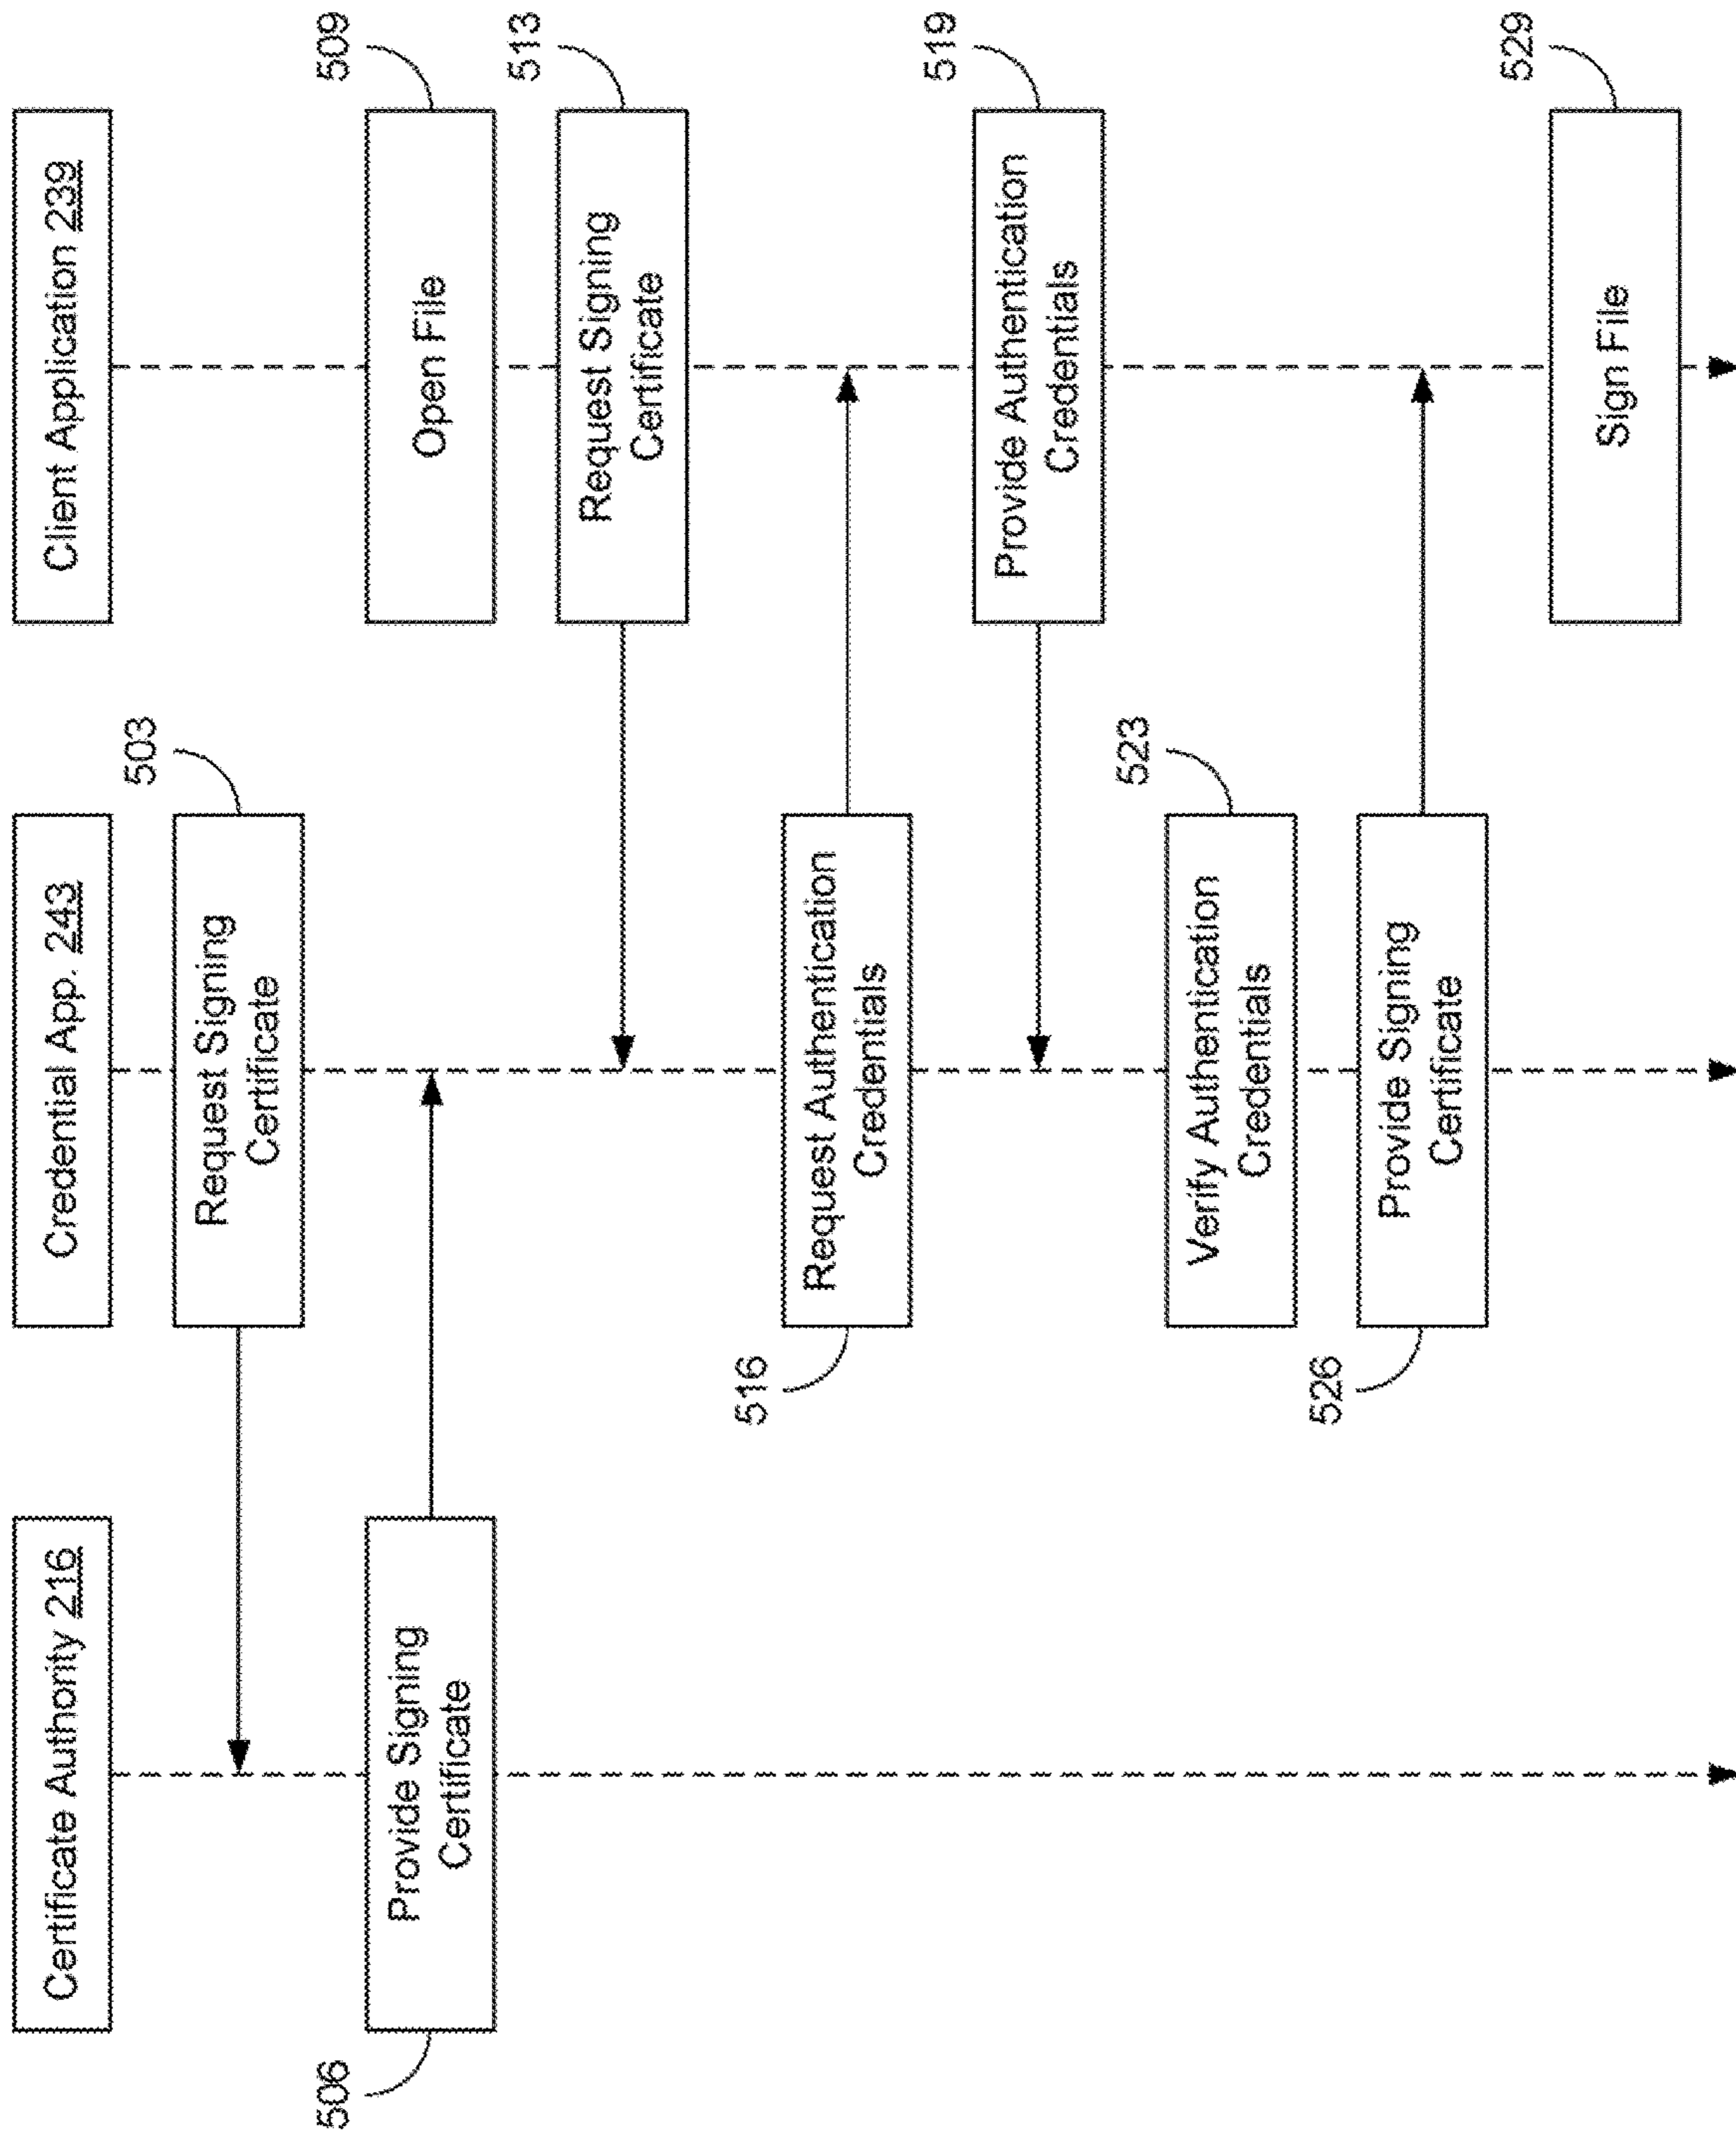 Certificate Authority 216
Credential App. 243
Client Application 239
503
Request Signing
Certificate
506
Provide Signing
Certificate
509
Open File
513
Request Signing
Certificate
516
Request Authentication
Credentials
519
Provide Authentication
Credentials
523
Verify Authentication
Credentials
526
Provide Signing
Certificate
529
Sign File